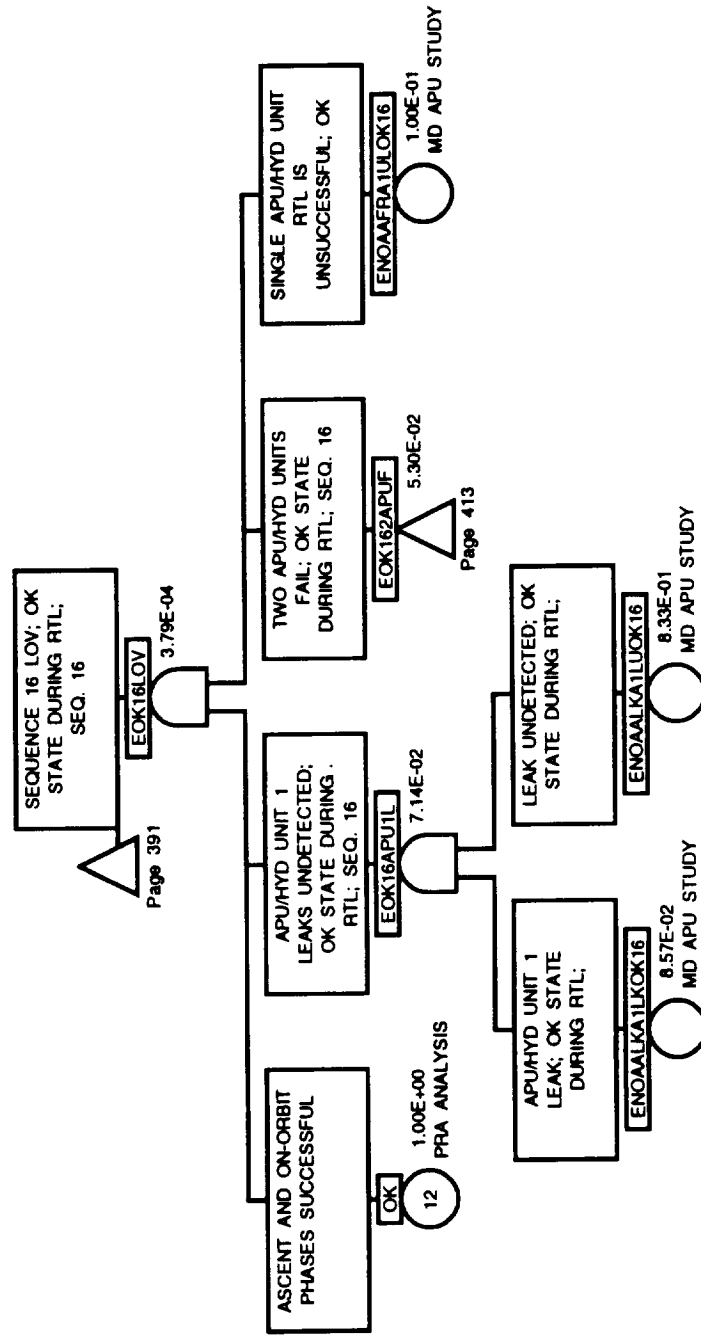 SEQUENCE 16 LOV; OK
STATE DURING RTL;
SEQ. 16
Page 391
EOK16LOV
3.79E-04
ASCENT AND ON-ORBIT
PHASES SUCCESSFUL
OK
12
1.00E+00
PRA ANALYSIS
APU/HYD UNIT 1
LEAKS UNDETECTED;
OK STATE DURING .
RTL; SEQ. 16
EOK16APU1L
7.14E-02
TWO APU/HYD UNITS
FAIL; OK STATE
DURING RTL; SEQ. 16
EOK162APUF
5.30E-02
Page 413
SINGLE APU/HYD UNIT
RTL IS
UNSUCCESSFUL; OK
ENOAAFRA1ULOK16
1.00E-01
MD APU STUDY
APU/HYD UNIT 1
LEAK; OK STATE
DURING RTL;
ENOAALKA1LKOK16
8.57E-02
MD APU STUDY
LEAK UNDETECTED; OK
STATE DURING RTL;
ENOAALKA1LUOK16
8.33E-01
MD APU STUDY